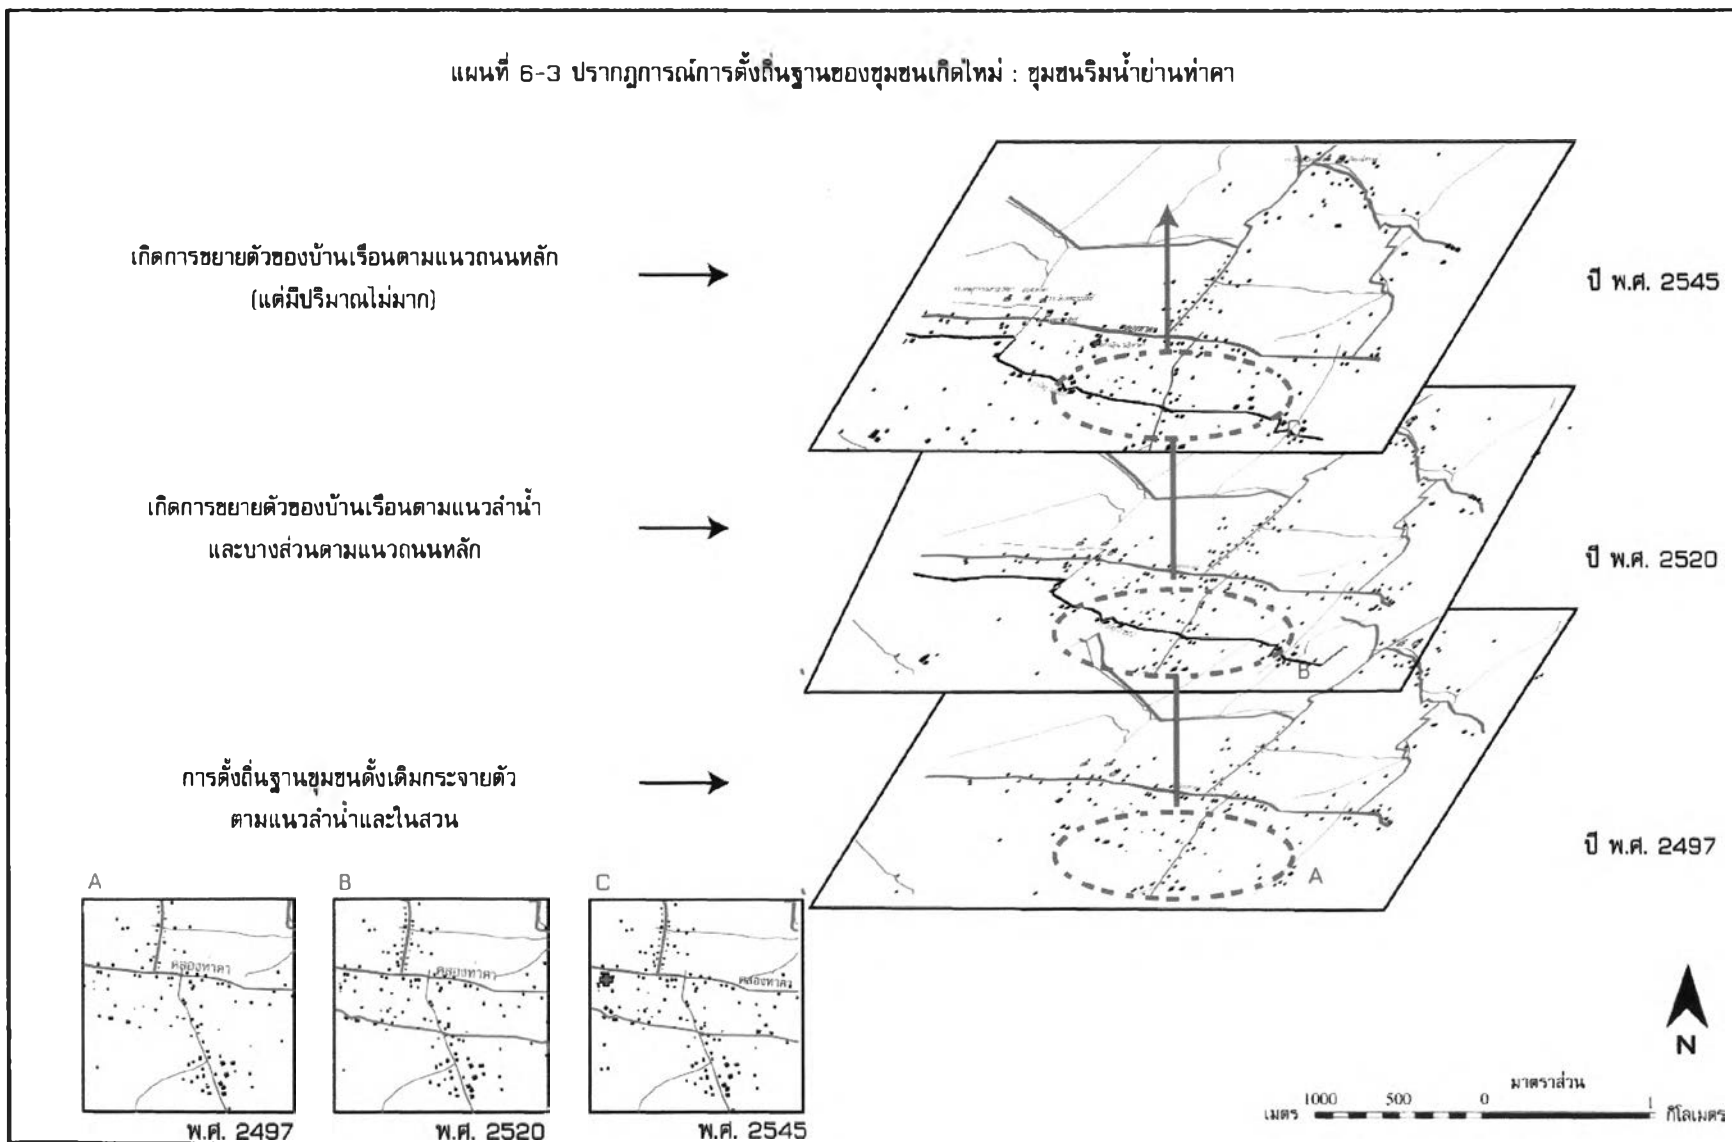 แผนที่ 6-3 ปรากฏการณ์การตั้งถิ่นฐานของชุมชนเกิดใหม่ : ชุมชนริมน้ำย่านท่าคา
เกิดการขยายตัวของบ้านเรือนตามแนวถนนหลัก
(แต่มีปริมาณไม่มาก)
ปี พ.ศ. 2545
เกิดการขยายตัวของบ้านเรือนตามแนวลำน้ำ
และบางส่วนตามแนวถนนหลัก
ปี พ.ศ. 2520
B
การตั้งถิ่นฐานชุมชนดั้งเดิมกระจายตัว
ตามแนวลำน้ำและในสวน
ปี พ.ศ. 2497
A
A
B
C
คลองท่าคา
คลองท่าคา
คลองท่าคา
พ.ศ. 2497
พ.ศ. 2520
พ.ศ. 2545
N
มาตราส่วน
เมตร 1000 500 0 1 กิโลเมตร